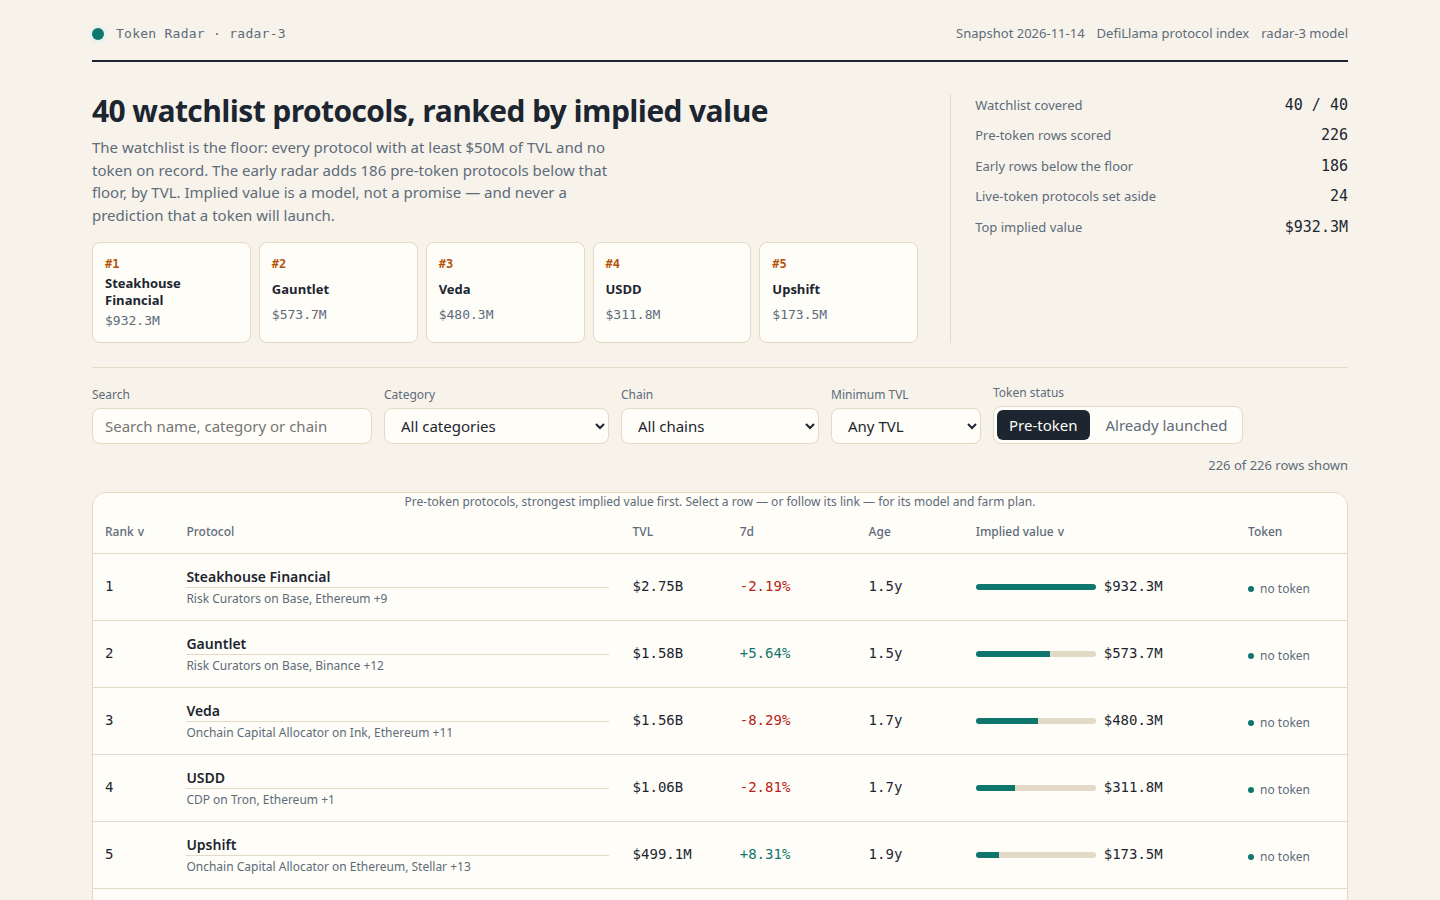 Token Radar · radar-3
Snapshot 2026-11-14 DefiLlama protocol index radar-3 model
40 watchlist protocols, ranked by implied value
The watchlist is the floor: every protocol with at least $50M of TVL and no
token on record. The early radar adds 186 pre-token protocols below that
floor, by TVL. Implied value is a model, not a promise — and never a
prediction that a token will launch.
Watchlist covered 40 / 40
Pre-token rows scored 226
Early rows below the floor 186
Live-token protocols set aside 24
Top implied value $932.3M
#1
Steakhouse
Financial
$932.3M
#2
Gauntlet
$573.7M
#3
Veda
$480.3M
#4
USDD
$311.8M
#5
Upshift
$173.5M
Search
Search name, category or chain
Category
All categories
Chain
All chains
Minimum TVL
Any TVL
Token status
Pre-token Already launched
226 of 226 rows shown
Pre-token protocols, strongest implied value first. Select a row — or follow its link — for its model and farm plan.
Rank v Protocol TVL 7d Age Implied value v Token
1 Steakhouse Financial $2.75B -2.19% 1.5y $932.3M no token
Risk Curators on Base, Ethereum +9
2 Gauntlet $1.58B +5.64% 1.5y $573.7M no token
Risk Curators on Base, Binance +12
3 Veda $1.56B -8.29% 1.7y $480.3M no token
Onchain Capital Allocator on Ink, Ethereum +11
4 USDD $1.06B -2.81% 1.7y $311.8M no token
CDP on Tron, Ethereum +1
5 Upshift $499.1M +8.31% 1.9y $173.5M no token
Onchain Capital Allocator on Ethereum, Stellar +13